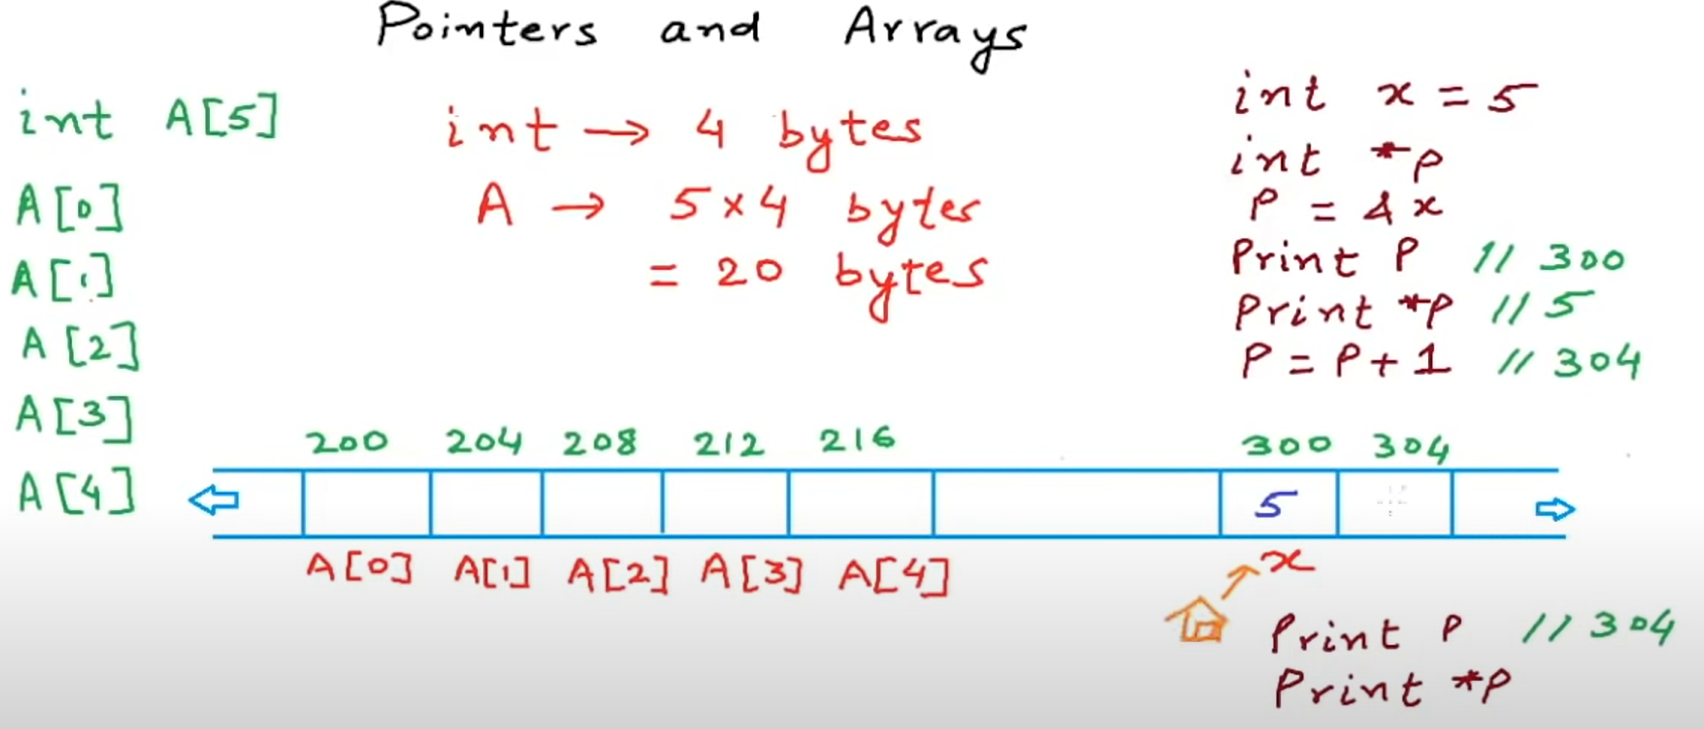 Pointers and Arrays
int A[5]
A[0]
A[1]
A[2]
A[3]
A[4]
int → 4 bytes
A → 5 x 4 bytes
= 20 bytes
int x = 5
int *p
P = &x
Print P // 300
Print *p // 5
P = P + 1 // 304
200 204 208 212 216 300 304
5
A[0] A[1] A[2] A[3] A[4] x
Print P // 304
Print *p